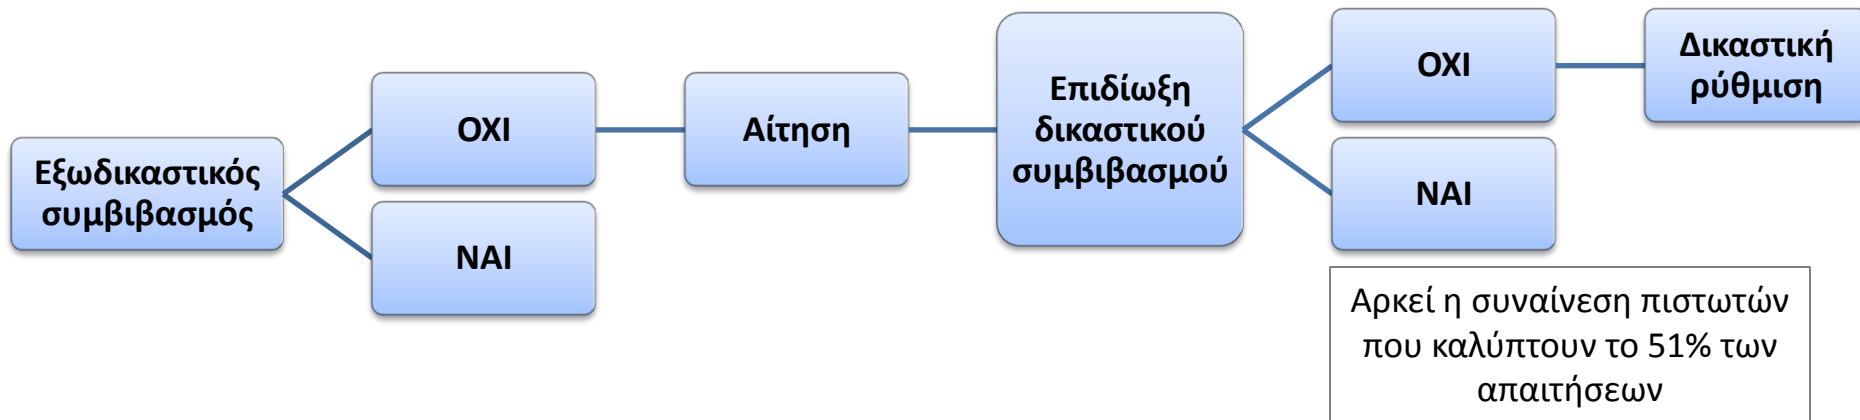 Εξωδικαστικός
συμβιβασμός
ΟΧΙ
ΝΑΙ
Αίτηση
Επιδίωξη
δικαστικού
συμβιβασμού
ΟΧΙ
ΝΑΙ
Δικαστική
ρύθμιση
Αρκεί η συναίνεση πιστωτών
που καλύπτουν το 51% των
απαιτήσεων